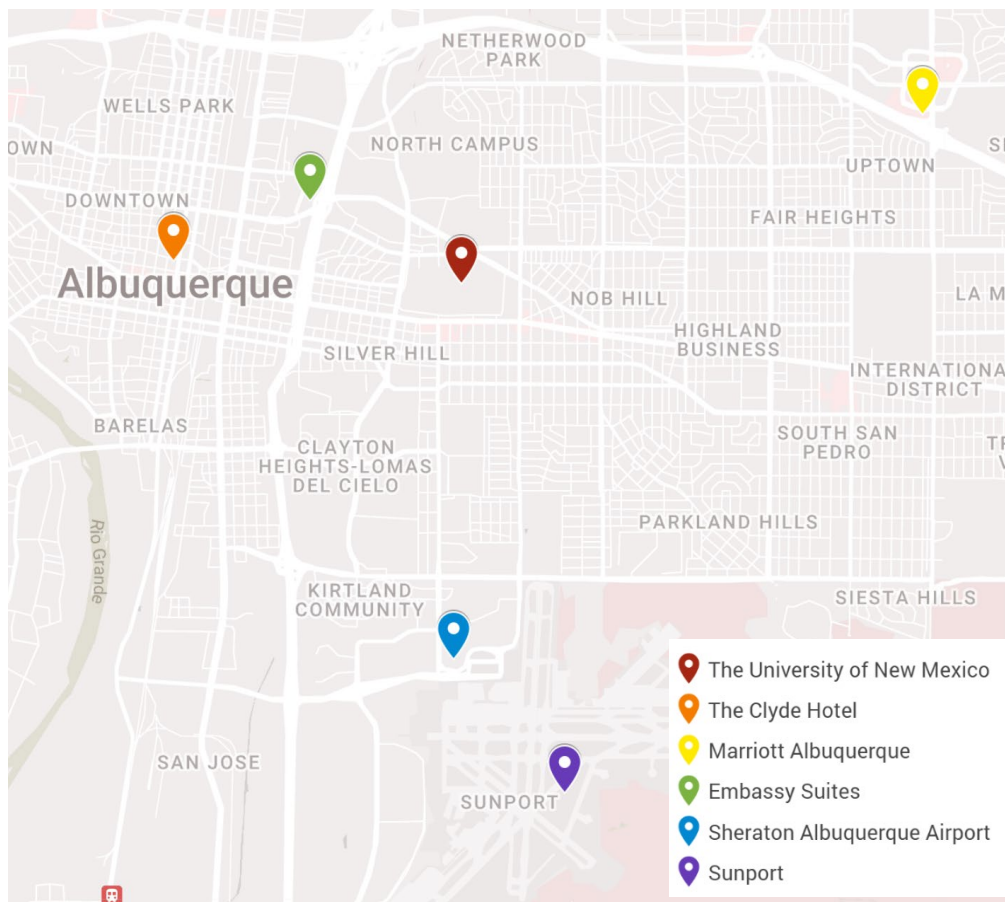 NETHERWOOD
PARK
WELLS PARK
NORTH CAMPUS
OWN
UPTOWN
DOWNTOWN
FAIR HEIGHTS
Albuquerque
NOB HILL
LA M
HIGHLAND
BUSINESS
SILVER HILL
INTERNATIONA
DISTRICT
BARELAS
SOUTH SAN
PEDRO
CLAYTON
HEIGHTS-LOMAS
DEL CIELO
PARKLAND HILLS
Rio Grande
KIRTLAND
COMMUNITY
SIESTA HILLS
SAN JOSE
SUNPORT
The University of New Mexico
The Clyde Hotel
Marriott Albuquerque
Embassy Suites
Sheraton Albuquerque Airport
Sunport